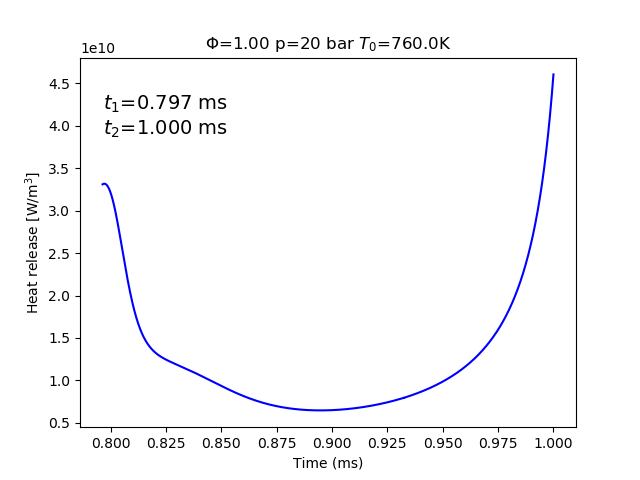 Φ=1.00 p=20 bar T₀=760.0K
1e10
t₁=0.797 ms
t₂=1.000 ms
4.5
4.0
3.5
3.0
2.5
2.0
1.5
1.0
0.5
Heat release [W/m³]
0.800 0.825 0.850 0.875 0.900 0.925 0.950 0.975 1.000
Time (ms)